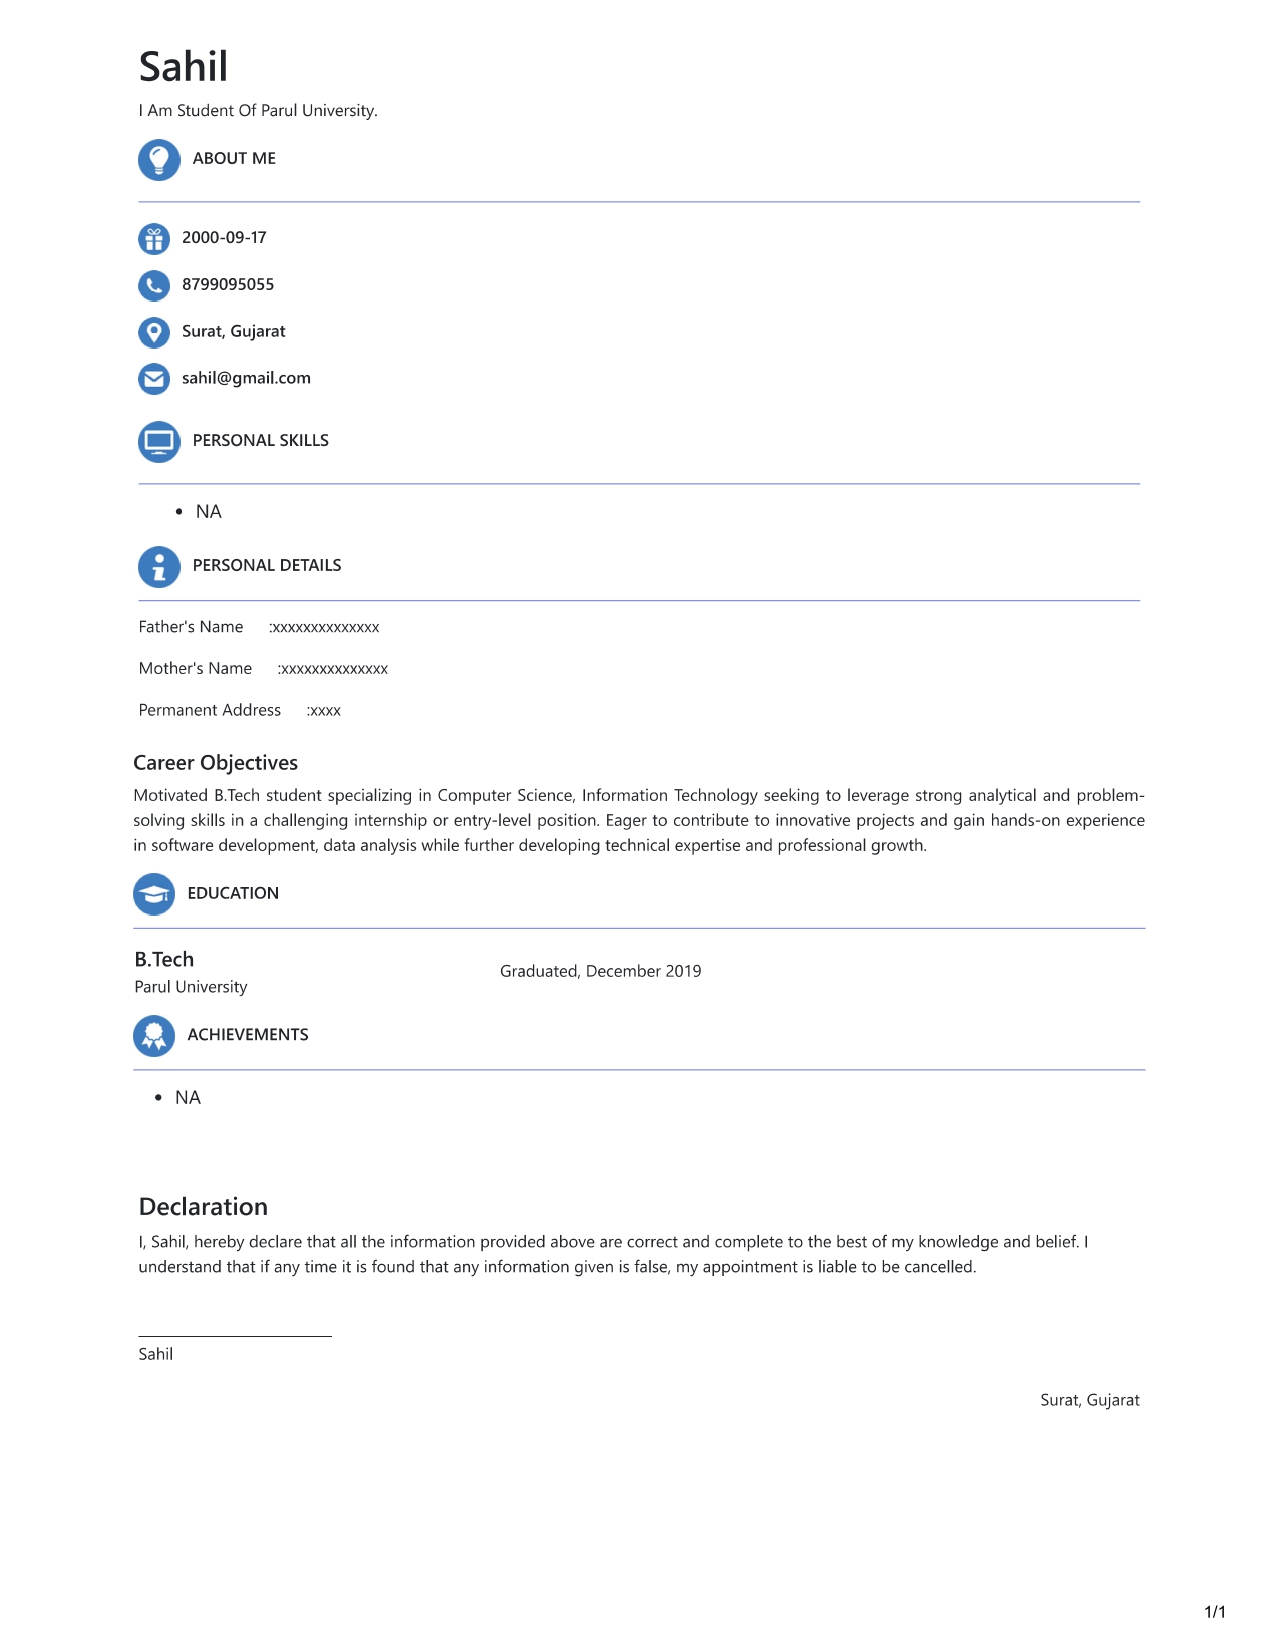 Sahil
I Am Student Of Parul University.
ABOUT ME
2000-09-17
8799095055
Surat, Gujarat
sahil@gmail.com
PERSONAL SKILLS
• NA
PERSONAL DETAILS
Father's Name :xxxxxxxxxxxxxx
Mother's Name :xxxxxxxxxxxxxx
Permanent Address :xxxx
Career Objectives
Motivated B.Tech student specializing in Computer Science, Information Technology seeking to leverage strong analytical and problem-
solving skills in a challenging internship or entry-level position. Eager to contribute to innovative projects and gain hands-on experience
in software development, data analysis while further developing technical expertise and professional growth.
EDUCATION
B.Tech
Graduated, December 2019
Parul University
ACHIEVEMENTS
• NA
Declaration
I, Sahil, hereby declare that all the information provided above are correct and complete to the best of my knowledge and belief. I
understand that if any time it is found that any information given is false, my appointment is liable to be cancelled.
Sahil
Surat, Gujarat
1/1